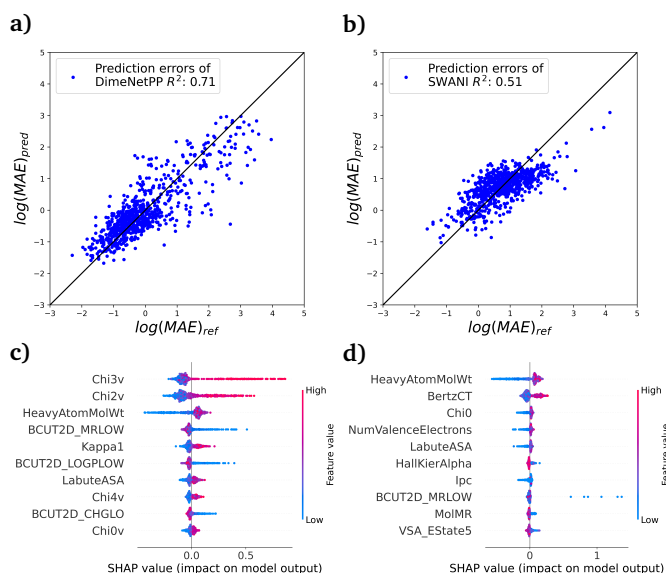 a)
5
4
3
2
1
0
−1
−2
−3
−3 −2 −1 0 1 2 3 4 5
log(MAE)pred
log(MAE)ref
Prediction errors of
DimeNetPP R²: 0.71
b)
5
4
3
2
1
0
−1
−2
−3
−3 −2 −1 0 1 2 3 4 5
log(MAE)pred
log(MAE)ref
Prediction errors of
SWANI R²: 0.51
c)
Chi3v
Chi2v
HeavyAtomMolWt
BCUT2D_MRLOW
Kappa1
BCUT2D_LOGPLOW
LabuteASA
Chi4v
BCUT2D_CHGLO
Chi0v
0.0 0.5
SHAP value (impact on model output)
High
Feature value
Low
d)
HeavyAtomMolWt
BertzCT
Chi0
NumValenceElectrons
LabuteASA
HallKierAlpha
Ipc
BCUT2D_MRLOW
MolMR
VSA_EState5
0 1
SHAP value (impact on model output)
High
Feature value
Low